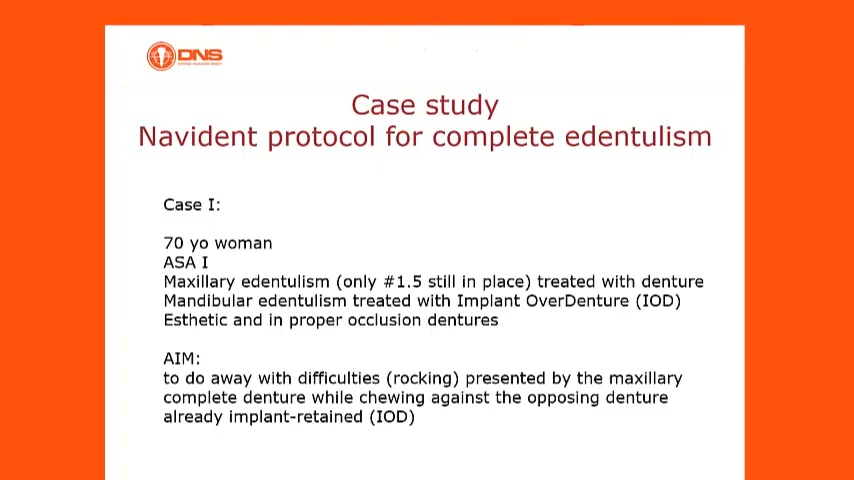 DNS
Case study
Navident protocol for complete edentulism
Case I:
70 yo woman
ASA I
Maxillary edentulism (only #1.5 still in place) treated with denture
Mandibular edentulism treated with Implant OverDenture (IOD)
Esthetic and in proper occlusion dentures
AIM:
to do away with difficulties (rocking) presented by the maxillary
complete denture while chewing against the opposing denture
already implant-retained (IOD)